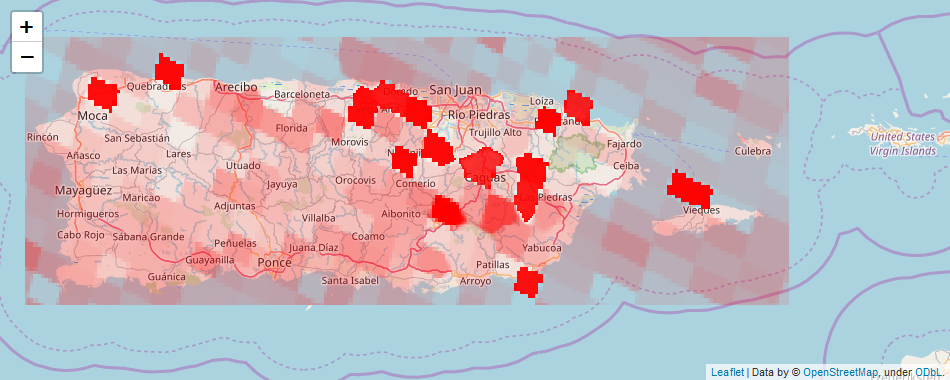 +
−
Quebradillas
Arecibo
Barceloneta
San Juan
Moca
Loiza
Río Piedras
Florida
Trujillo Alto
Rincón
San Sebastián
Morovis
Fajardo
United States
Virgin Islands
Añasco
Lares
Culebra
Las Marías
Utuado
Ceiba
Orocovis
Comerio
Caguas
Mayagüez
Jayuya
Maricao
Las Piedras
Adjuntas
Hormigueros
Villalba
Aibonito
Vieques
Cabo Rojo
Sábana Grande
Peñuelas
Coamo
Juana Díaz
Yabucoa
Guayanilla
Ponce
Patillas
Guánica
Santa Isabel
Arroyo
Leaflet | Data by © OpenStreetMap, under ODbL.